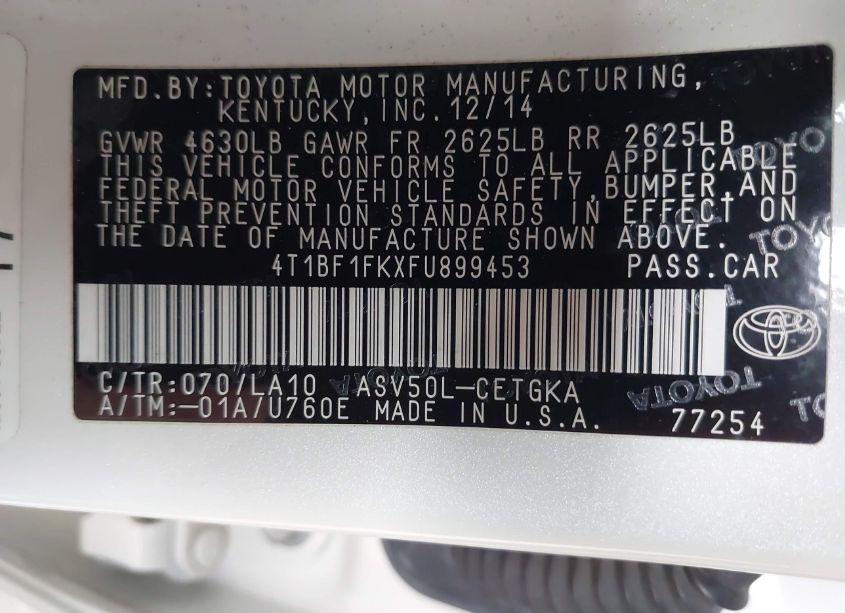 MFD.BY:TOYOTA MOTOR MANUFACTURING,
KENTUCKY,INC.12/14
GVWR 4630LB GAWR FR 2625LB RR 2625LB
THIS VEHICLE CONFORMS TO ALL APPLICABLE
FEDERAL MOTOR VEHICLE SAFETY,BUMPER,AND
THEFT PREVENTION STANDARDS IN EFFECT ON
THE DATE OF MANUFACTURE SHOWN ABOVE.
4T1BF1FKXFU899453 PASS.CAR
C/TR:070/LA10 ASV50L-CETGKA
A/TM:-01A/U760E MADE IN U.S.A. 77254
TOYOTA